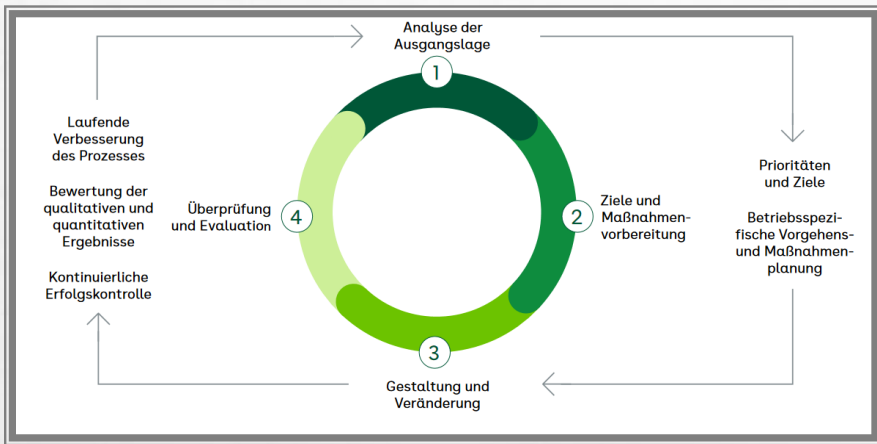 Analyse der
Ausgangslage
1
Prioritäten
und Ziele
Betriebsspezi-
fische Vorgehens-
und Maßnahmen-
planung
Ziele und
Maßnahmen-
vorbereitung
2
3
Gestaltung und
Veränderung
4
Überprüfung
und Evaluation
Laufende
Verbesserung
des Prozesses
Bewertung der
qualitativen und
quantitativen
Ergebnisse
Kontinuierliche
Erfolgskontrolle